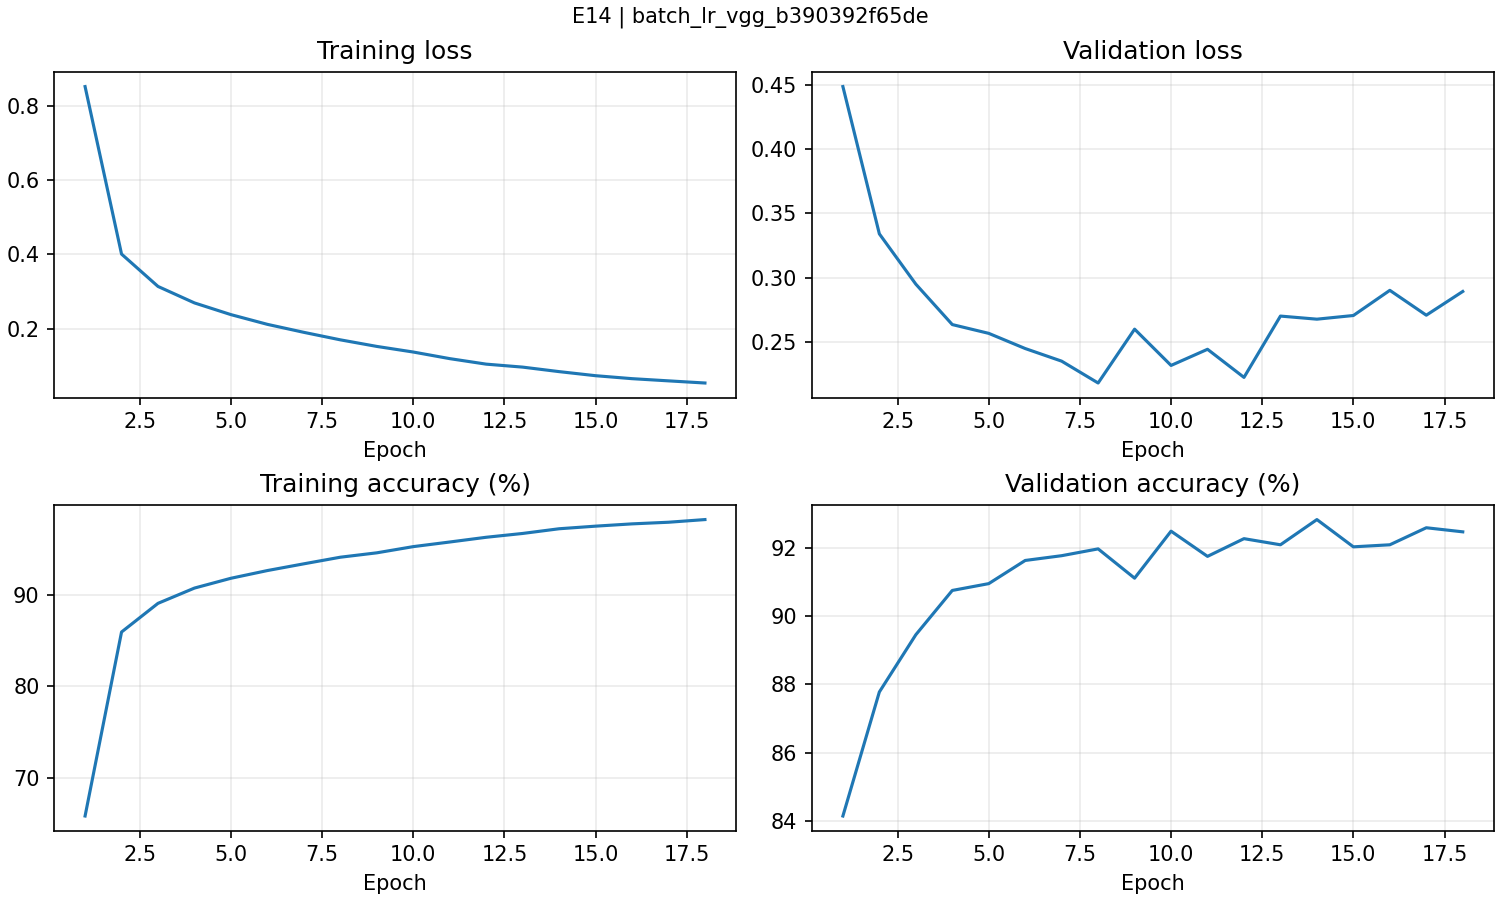 E14 | batch_lr_vgg_b390392f65de
Training loss
0.8
0.6
0.4
0.2
2.5 5.0 7.5 10.0 12.5 15.0 17.5
Epoch
Validation loss
0.45
0.40
0.35
0.30
0.25
2.5 5.0 7.5 10.0 12.5 15.0 17.5
Epoch
Training accuracy (%)
90
80
70
2.5 5.0 7.5 10.0 12.5 15.0 17.5
Epoch
Validation accuracy (%)
92
90
88
86
84
2.5 5.0 7.5 10.0 12.5 15.0 17.5
Epoch